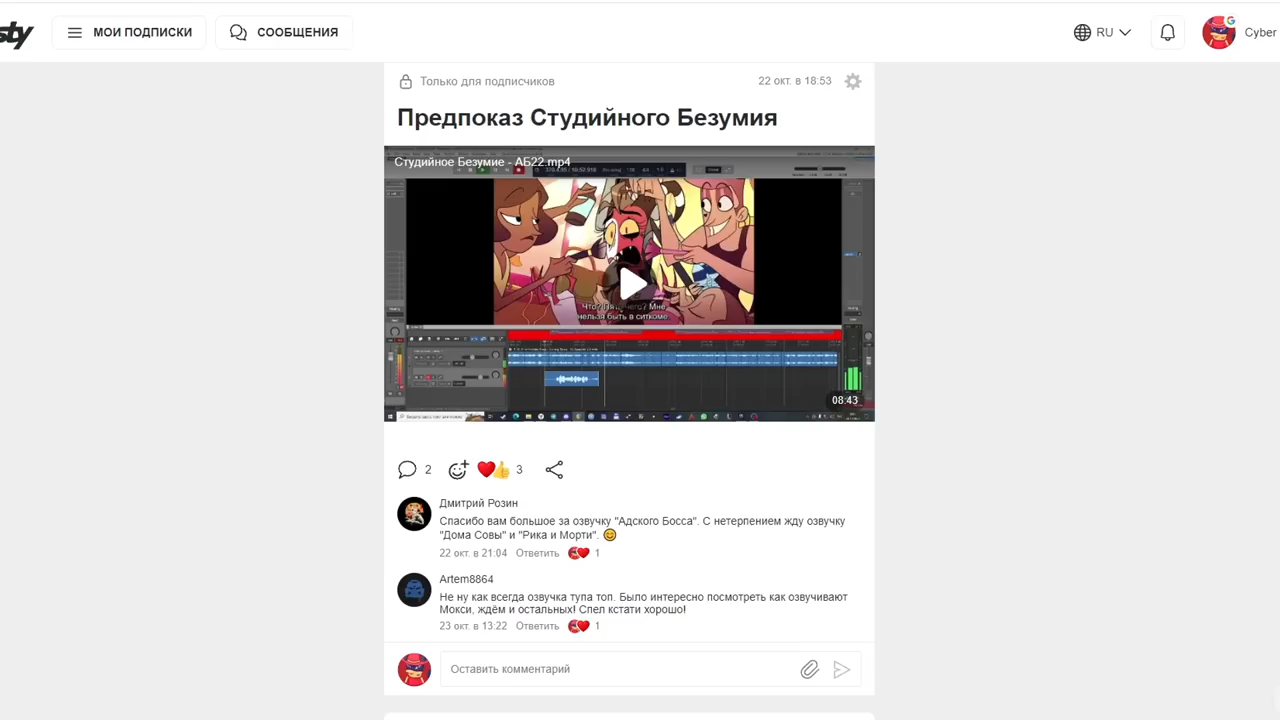 sty
МОИ ПОДПИСКИ
СООБЩЕНИЯ
RU
Cyber
Только для подписчиков
22 окт. в 18:53
Предпоказ Студийного Безумия
Студийное Безумие - АБ22.mp4
нельзя быть в ситкоме
08:43
2
3
Дмитрий Розин
Спасибо вам большое за озвучку "Адского Босса". С нетерпением жду озвучку
"Дома Совы" и "Рика и Морти".
22 окт. в 21:04 Ответить 1
Artem8864
Не ну как всегда озвучка тупа топ. Было интересно посмотреть как озвучивают
Мокси, ждём и остальных! Спел кстати хорошо!
23 окт. в 13:22 Ответить 1
Оставить комментарий